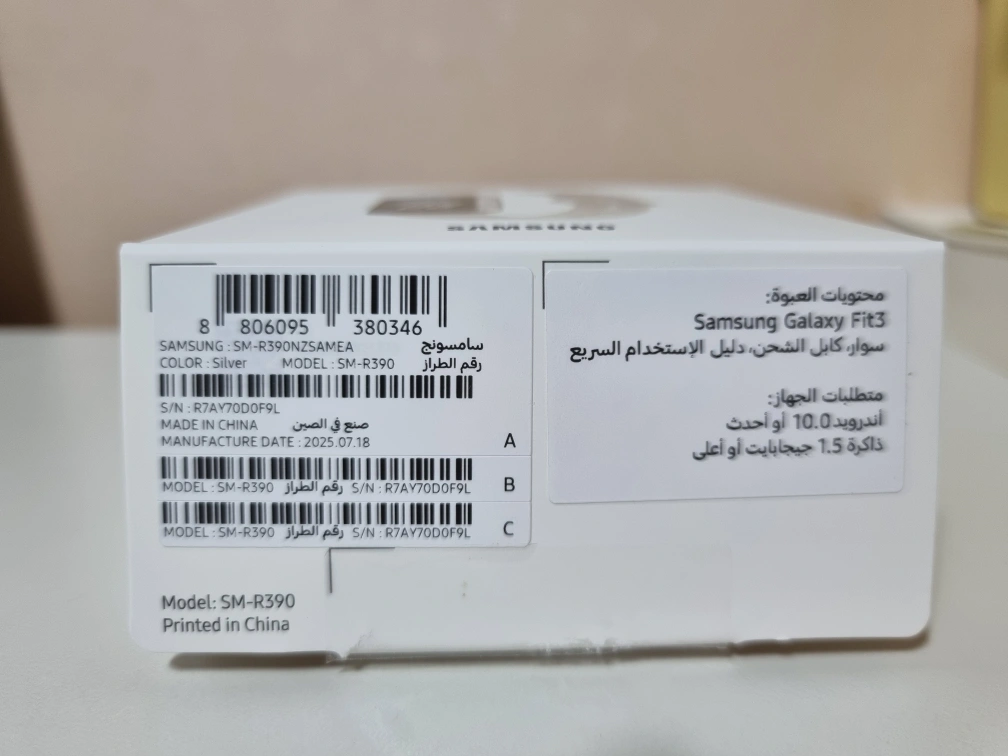 SAMSUNG
8 806095 380346
SAMSUNG : SM-R390NZSAMEA سامسونج
COLOR : Silver MODEL : SM-R390 رقم الطراز
S/N : R7AY70D0F9L
MADE IN CHINA صنع في الصين
MANUFACTURE DATE : 2025.07.18 A
MODEL : SM-R390 رقم الطراز S/N : R7AY70D0F9L B
MODEL : SM-R390 رقم الطراز S/N : R7AY70D0F9L C
Model: SM-R390
Printed in China
محتويات العبوة:
Samsung Galaxy Fit3
سوار، كابل الشحن، دليل الإستخدام السريع
متطلبات الجهاز:
أندرويد 10.0 أو أحدث
ذاكرة 1.5 جيجابايت أو أعلى